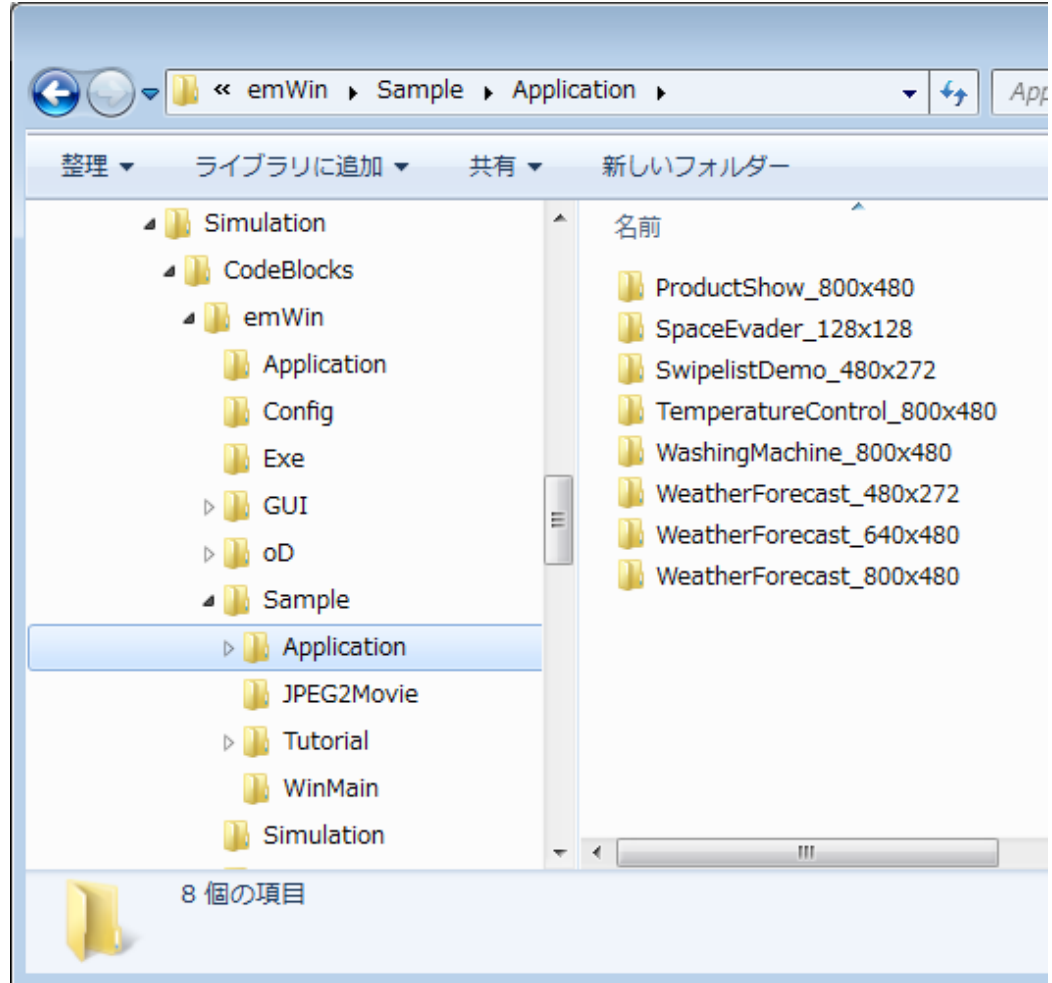 « emWin ▸ Sample ▸ Application ▸
App
整理 ライブラリに追加 共有 新しいフォルダー
Simulation
CodeBlocks
emWin
Application
Config
Exe
GUI
oD
Sample
Application
JPEG2Movie
Tutorial
WinMain
Simulation
名前
ProductShow_800x480
SpaceEvader_128x128
SwipelistDemo_480x272
TemperatureControl_800x480
WashingMachine_800x480
WeatherForecast_480x272
WeatherForecast_640x480
WeatherForecast_800x480
8 個の項目